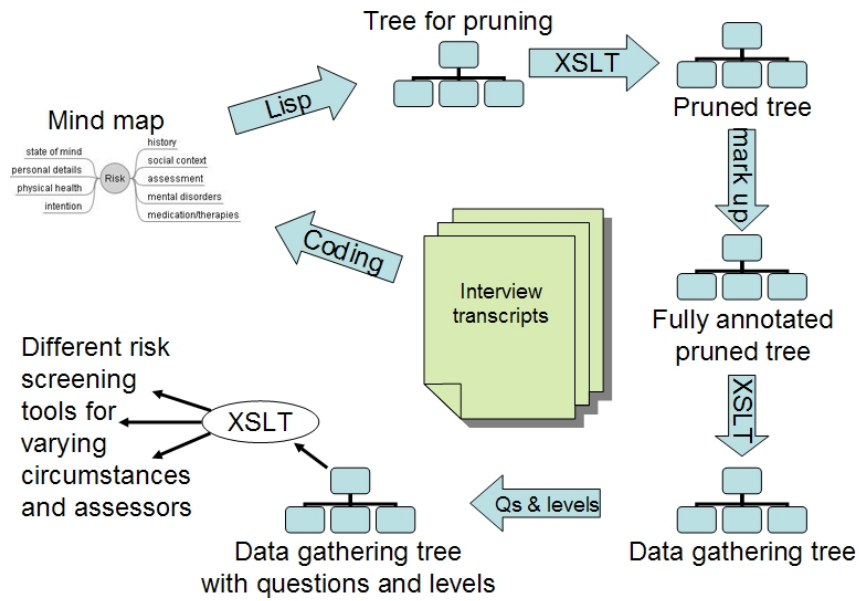 Tree for pruning
XSLT
Pruned tree
Lisp
Mind map
state of mind
personal details
physical health
intention
Risk
history
social context
assessment
mental disorders
medication/therapies
mark up
Coding
Interview
transcripts
Fully annotated
pruned tree
XSLT
Data gathering tree
Qs & levels
Data gathering tree
with questions and levels
XSLT
Different risk
screening
tools for
varying
circumstances
and assessors